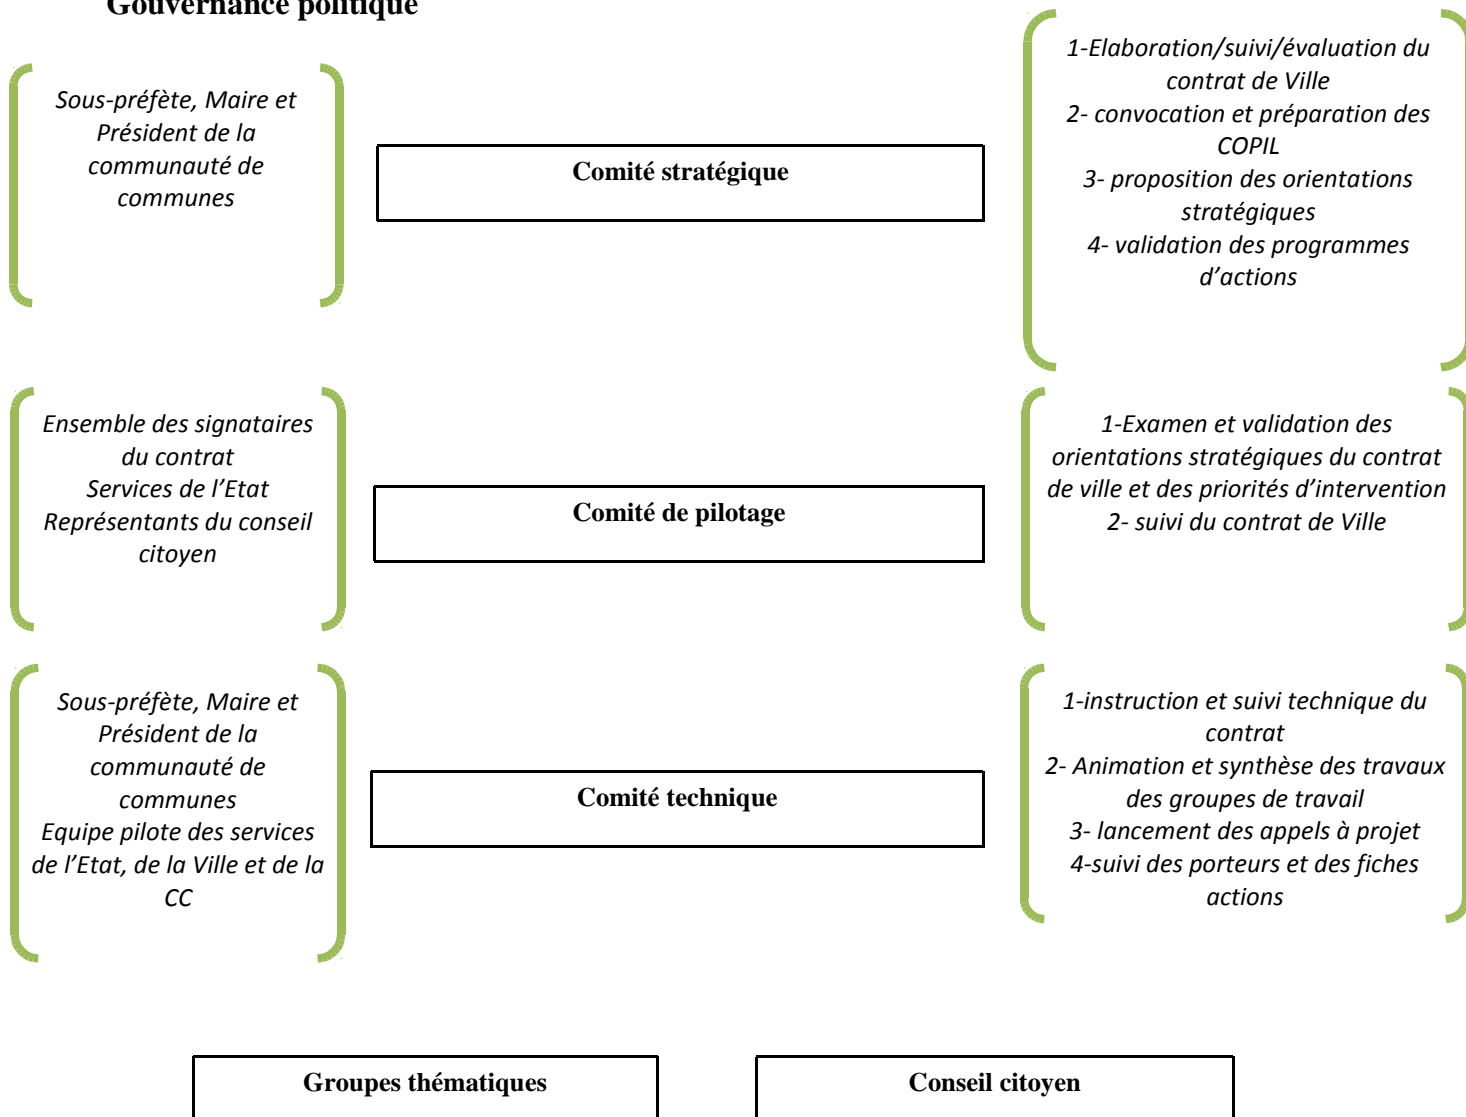 Gouvernance politique
Sous-préfète, Maire et
Président de la
communauté de
communes
Comité stratégique
1-Elaboration/suivi/évaluation du
contrat de Ville
2- convocation et préparation des
COPIL
3- proposition des orientations
stratégiques
4- validation des programmes
d’actions
Ensemble des signataires
du contrat
Services de l’Etat
Représentants du conseil
citoyen
Comité de pilotage
1-Examen et validation des
orientations stratégiques du contrat
de ville et des priorités d’intervention
2- suivi du contrat de Ville
Sous-préfète, Maire et
Président de la
communauté de
communes
Equipe pilote des services
de l’Etat, de la Ville et de la
CC
Comité technique
1-instruction et suivi technique du
contrat
2- Animation et synthèse des travaux
des groupes de travail
3- lancement des appels à projet
4-suivi des porteurs et des fiches
actions
Groupes thématiques
Conseil citoyen